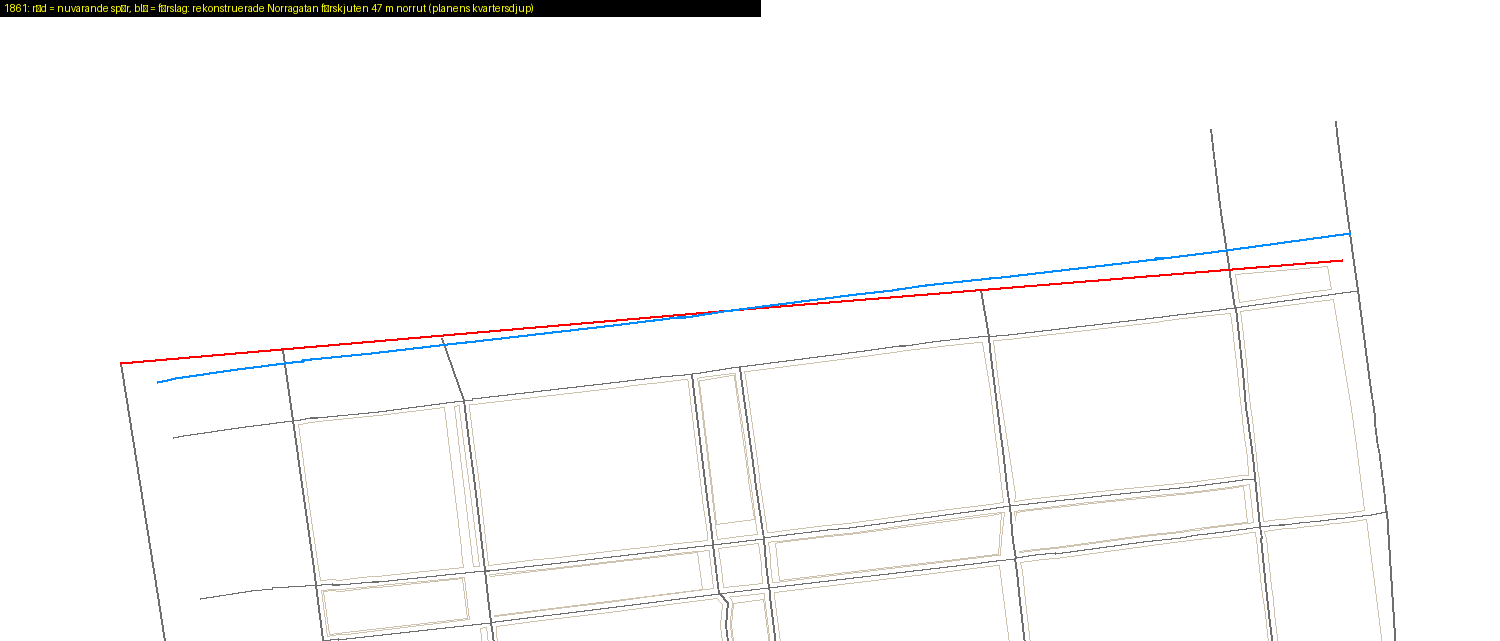 1861: r▯d = nuvarande sp▯r, bl▯ = f▯rslag: rekonstruerade Norragatan f▯rskjuten 47 m norrut (planens kvartersdjup)